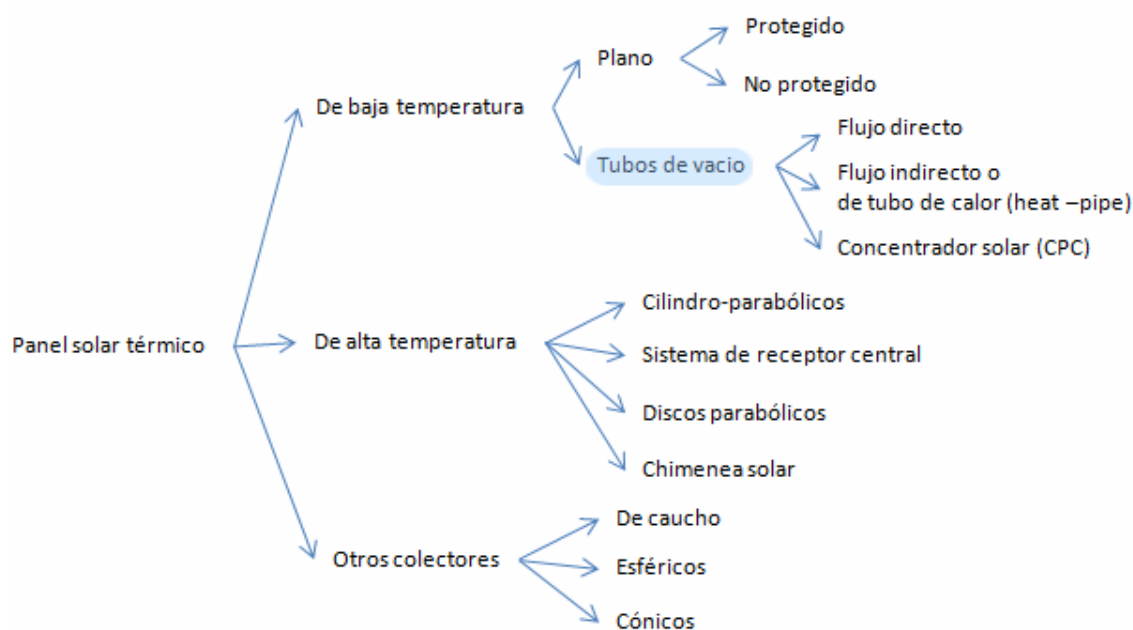 Panel solar térmico
De baja temperatura
Plano
Protegido
No protegido
Tubos de vacio
Flujo directo
Flujo indirecto o
de tubo de calor (heat –pipe)
Concentrador solar (CPC)
De alta temperatura
Cilindro-parabólicos
Sistema de receptor central
Discos parabólicos
Chimenea solar
Otros colectores
De caucho
Esféricos
Cónicos